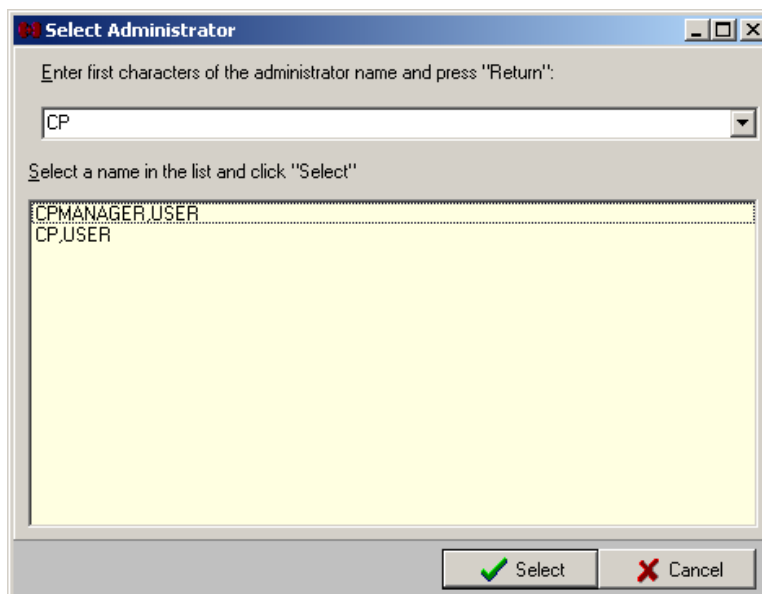 Select Administrator
Enter first characters of the administrator name and press "Return":
CP
Select a name in the list and click "Select"
CPMANAGER,USER
CP,USER
Select Cancel